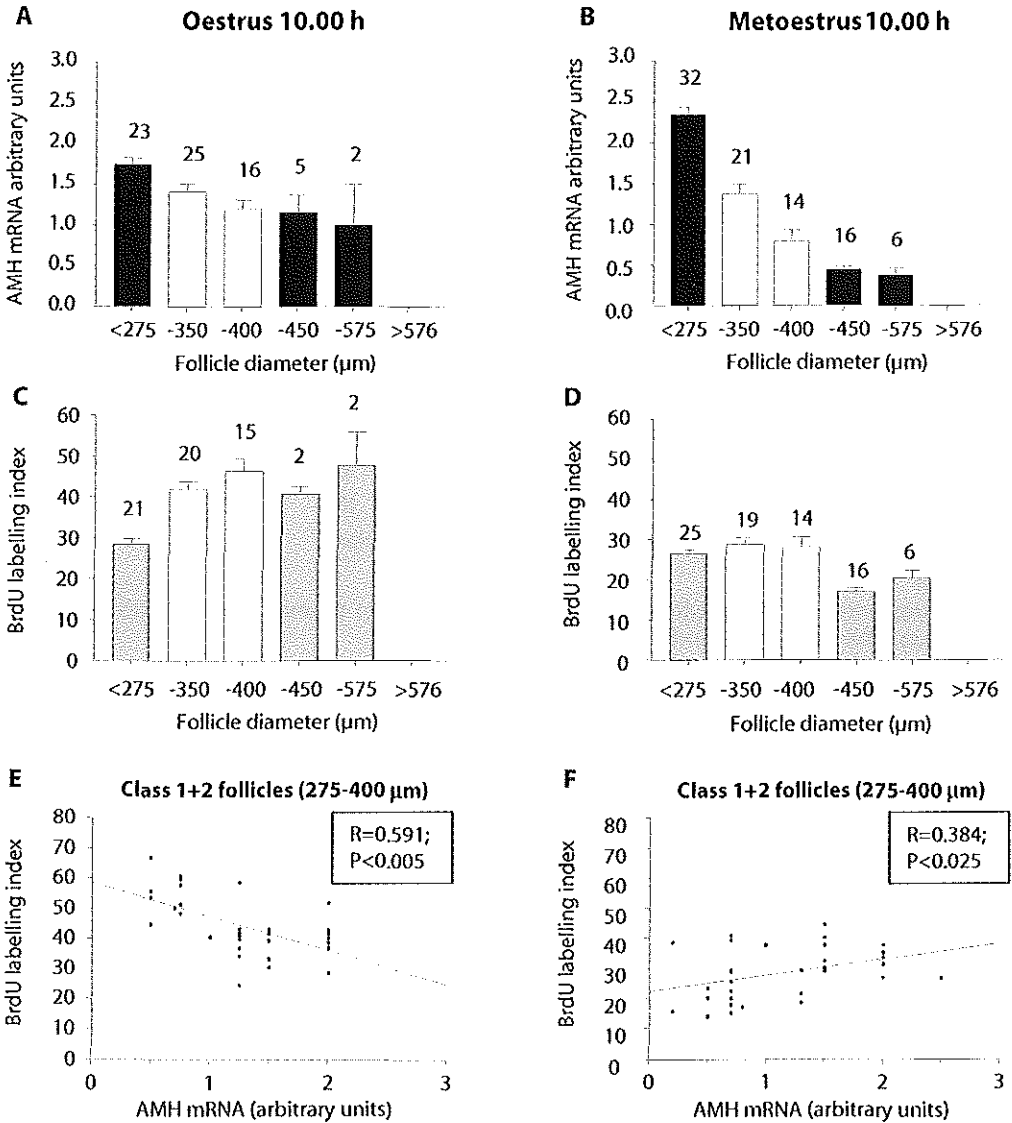 A
Oestrus 10.00 h
AMH mRNA arbitrary units
3.0
2.5
2.0
1.5
1.0
0.5
0.0
23
25
16
5
2
<275 -350 -400 -450 -575 >576
Follicle diameter (µm)
B
Metoestrus 10.00 h
AMH mRNA arbitrary units
3.0
2.5
2.0
1.5
1.0
0.5
0.0
32
21
14
16
6
<275 -350 -400 -450 -575 >576
Follicle diameter (µm)
C
BrdU labelling index
60
50
40
30
20
10
0
21
20
15
2
2
<275 -350 -400 -450 -575 >576
Follicle diameter (µm)
D
BrdU labelling index
60
50
40
30
20
10
0
25
19
14
16
6
<275 -350 -400 -450 -575 >576
Follicle diameter (µm)
E
Class 1+2 follicles (275-400 µm)
R=0.591;
P<0.005
BrdU labelling index
80
70
60
50
40
30
20
10
0
0 1 2 3
AMH mRNA (arbitrary units)
F
Class 1+2 follicles (275-400 µm)
R=0.384;
P<0.025
BrdU labelling index
80
70
60
50
40
30
20
10
0
0 1 2 3
AMH mRNA (arbitrary units)